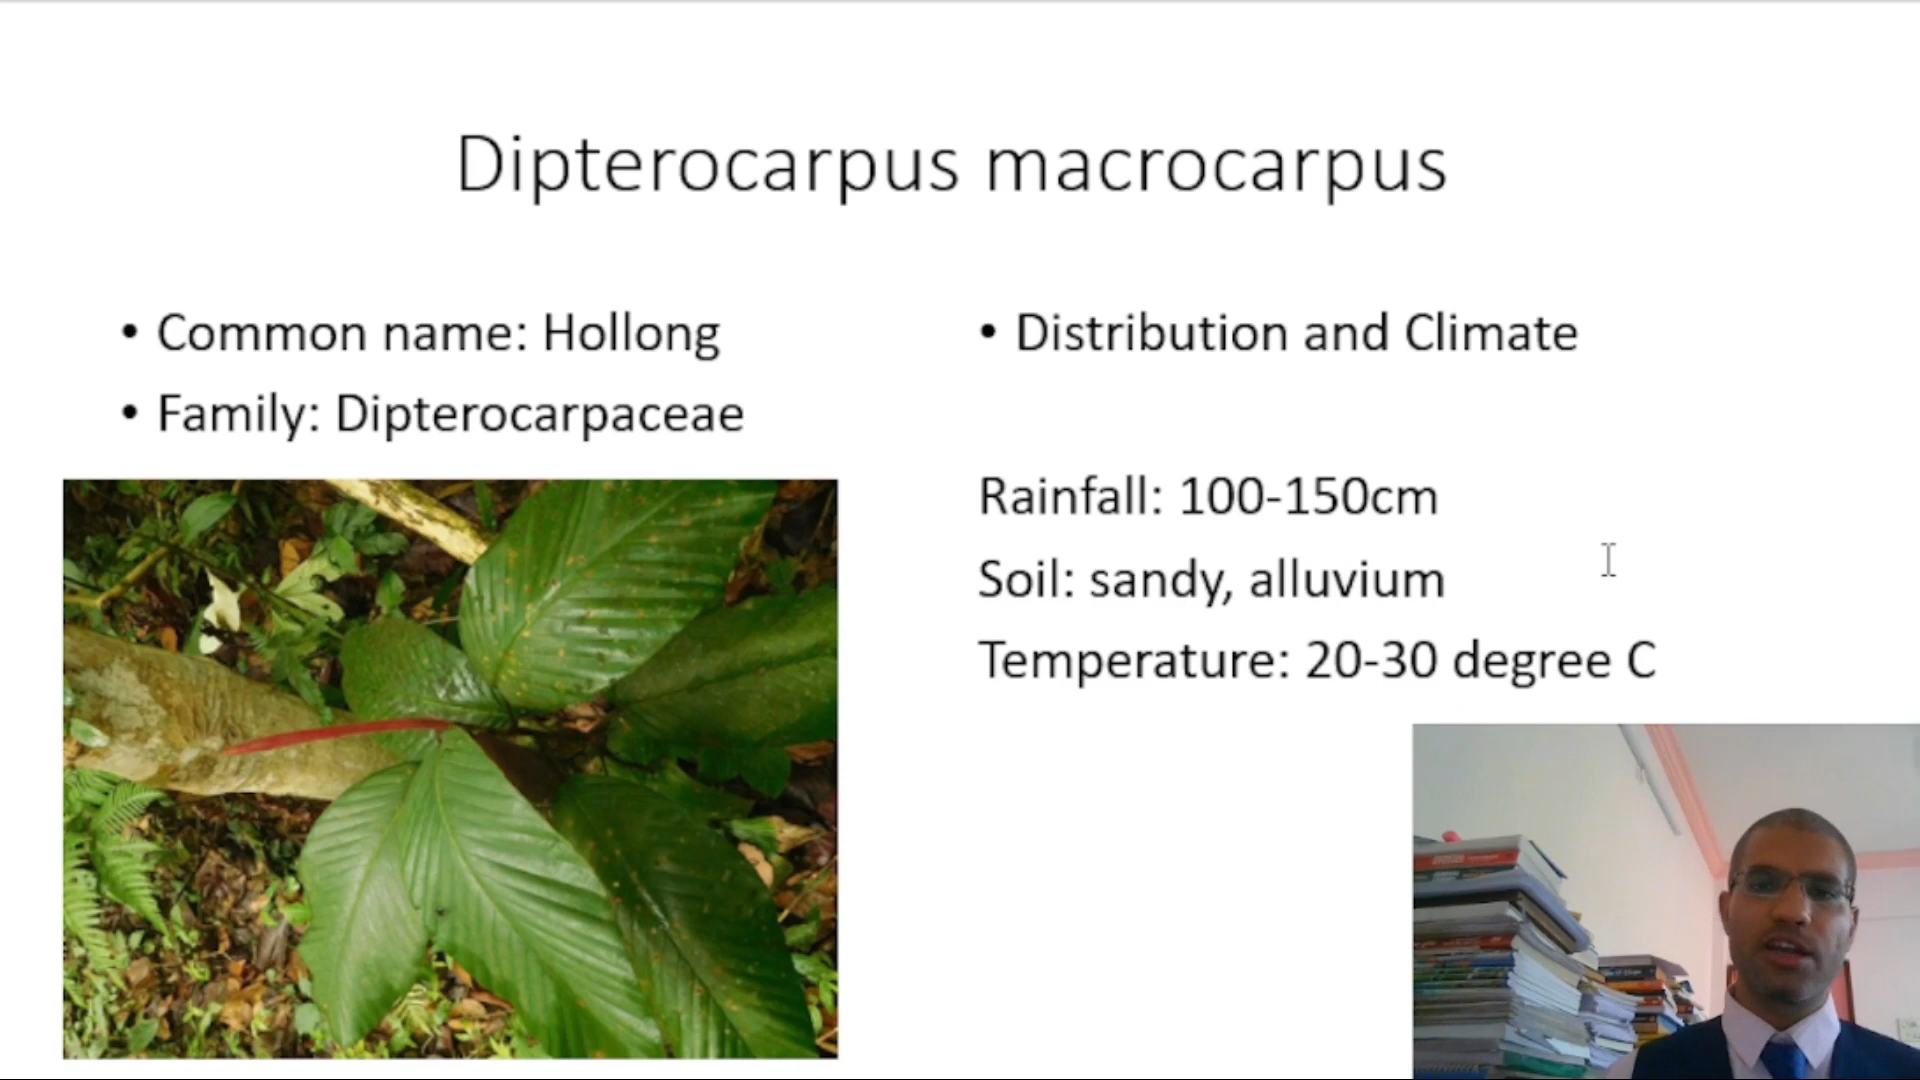 Dipterocarpus macrocarpus
• Common name: Hollong
• Family: Dipterocarpaceae
• Distribution and Climate
Rainfall: 100-150cm
Soil: sandy, alluvium
Temperature: 20-30 degree C